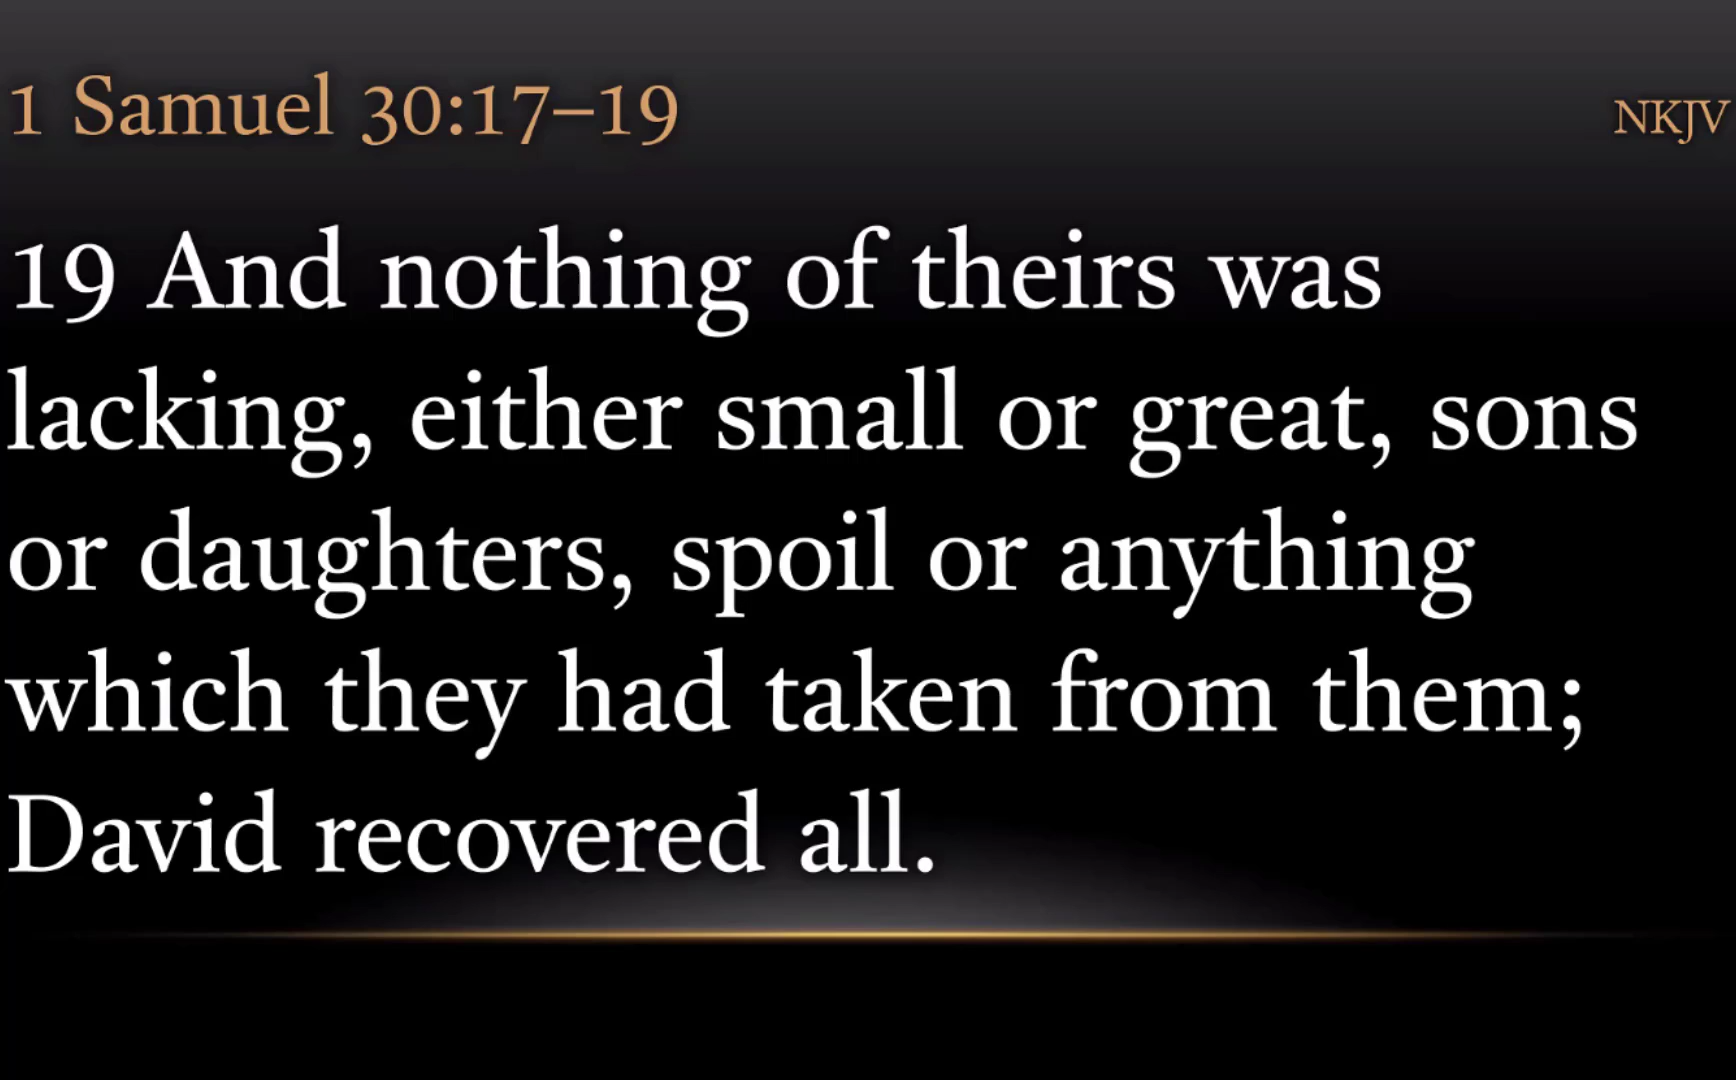 1 Samuel 30:17–19 NKJV
19 And nothing of theirs was
lacking, either small or great, sons
or daughters, spoil or anything
which they had taken from them;
David recovered all.